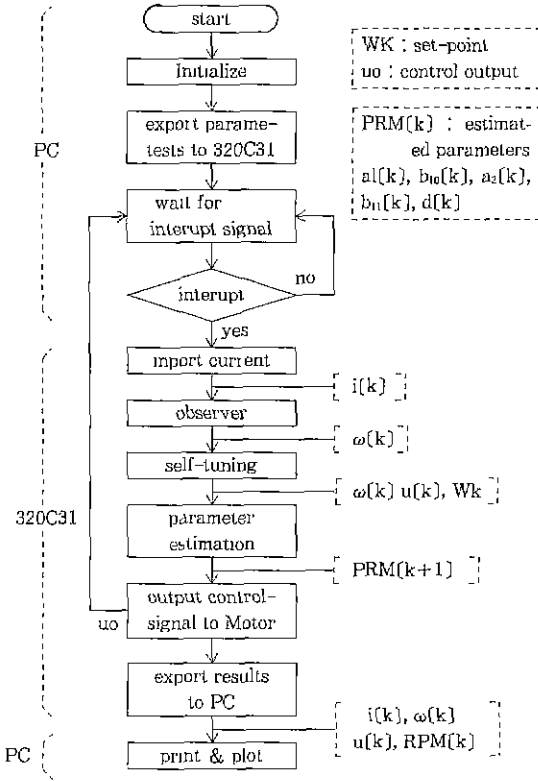 start
Initialize
export parame-
tests to 320C31
wait for
interupt signal
no
interupt
yes
import current
i(k)
observer
ω(k)
self-tuning
ω(k) u(k), Wk
parameter
estimation
PRM(k+1)
output control-
signal to Motor
uo
export results
to PC
i(k), ω(k)
u(k), RPM(k)
print & plot
PC
320C31
PC
WK : set-point
uo : control output
PRM(k) : estimat-
ed parameters
al(k), b₁₀(k), a₂(k),
b₁₁(k), d(k)